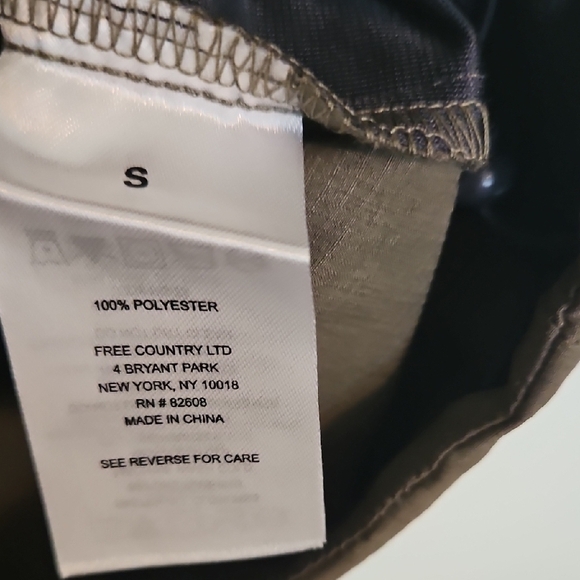 S
100% POLYESTER
FREE COUNTRY LTD
4 BRYANT PARK
NEW YORK, NY 10018
RN # 82608
MADE IN CHINA
SEE REVERSE FOR CARE